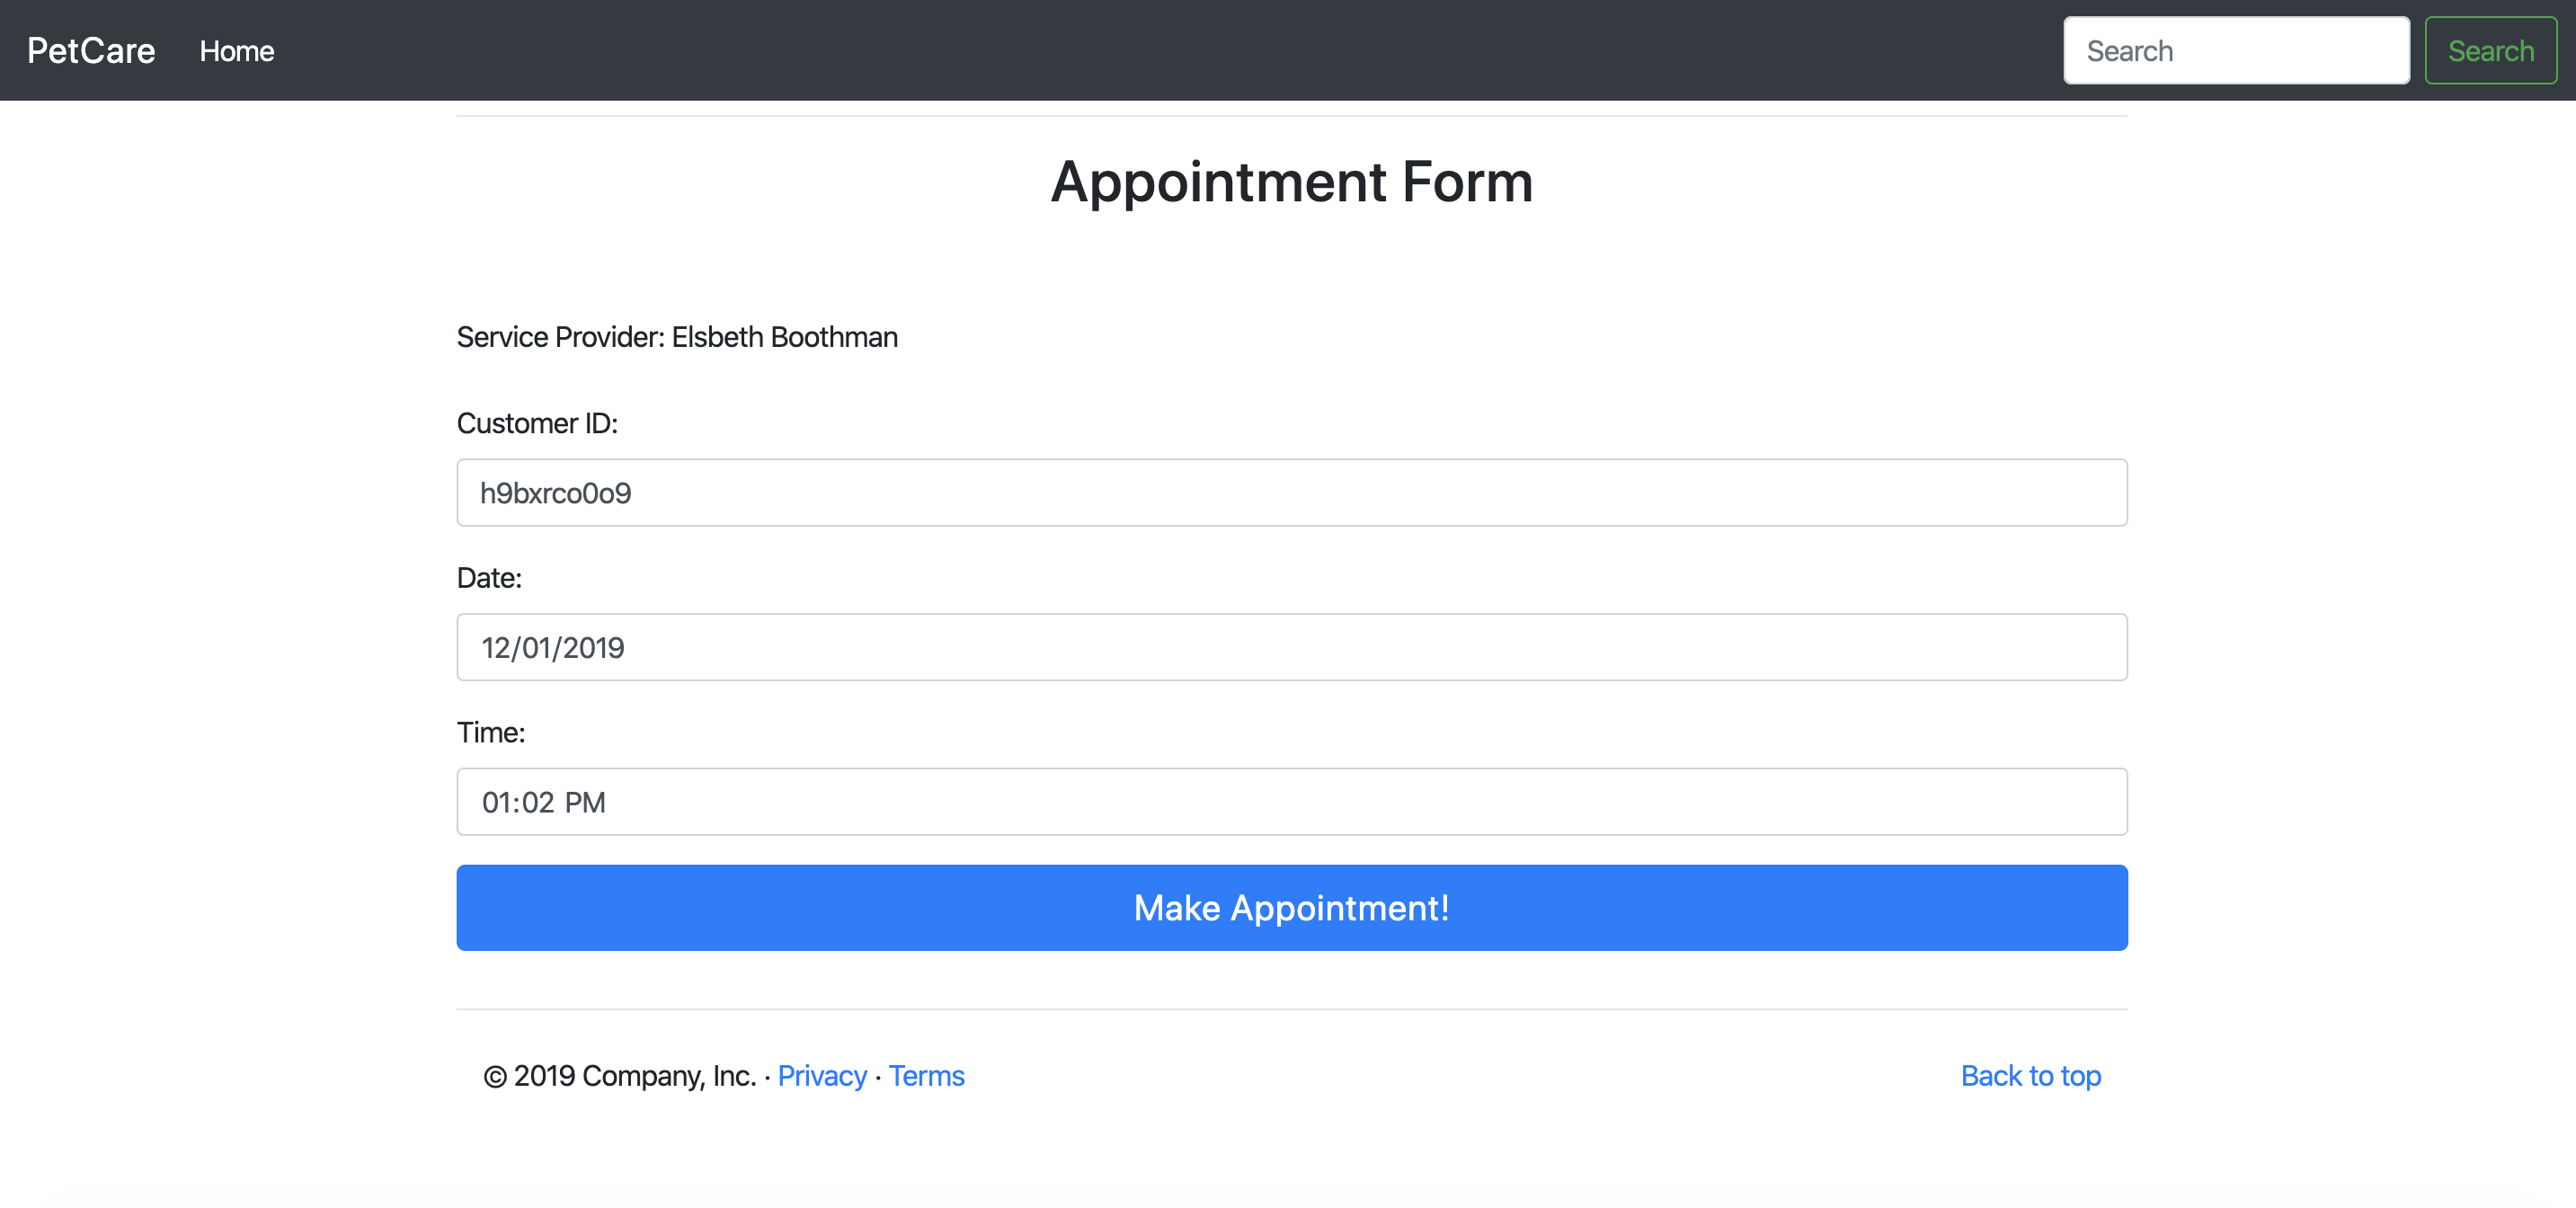 PetCare Home Search Search
Appointment Form
Service Provider: Elsbeth Boothman
Customer ID:
h9bxrco0o9
Date:
12/01/2019
Time:
01:02 PM
Make Appointment!
© 2019 Company, Inc. · Privacy · Terms Back to top